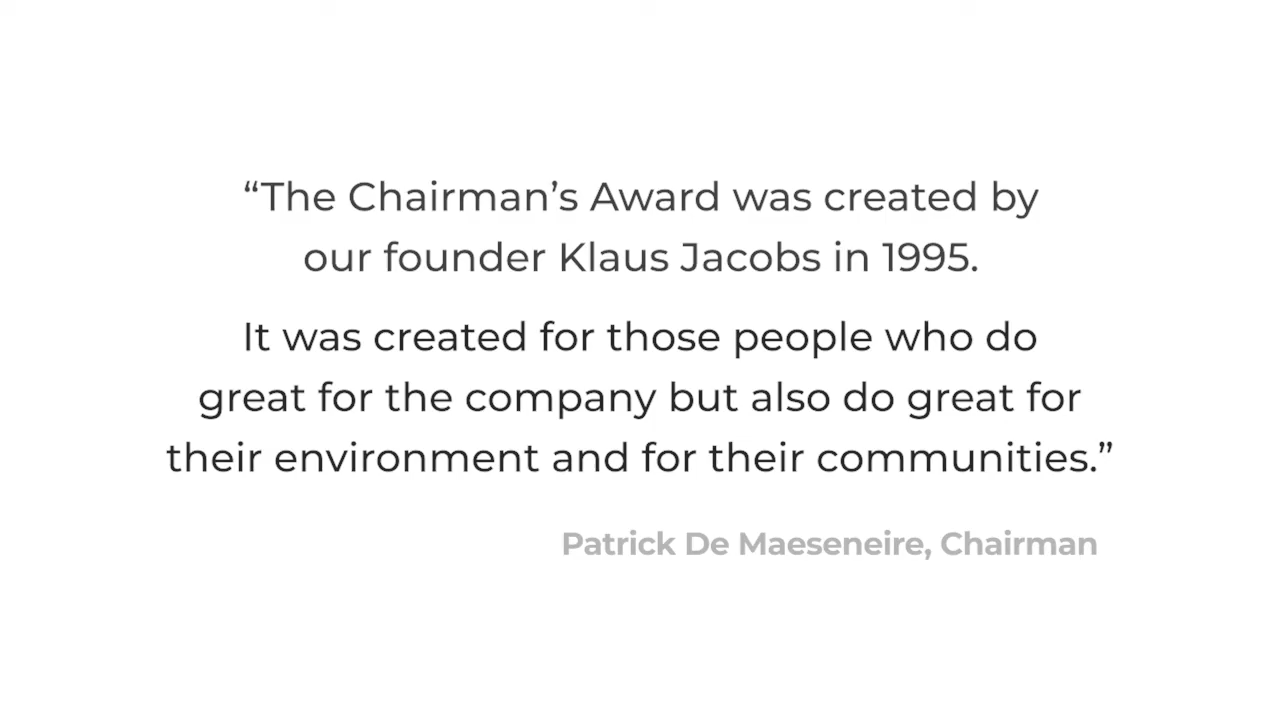 “The Chairman’s Award was created by
our founder Klaus Jacobs in 1995.
It was created for those people who do
great for the company but also do great for
their environment and for their communities.”
Patrick De Maeseneire, Chairman